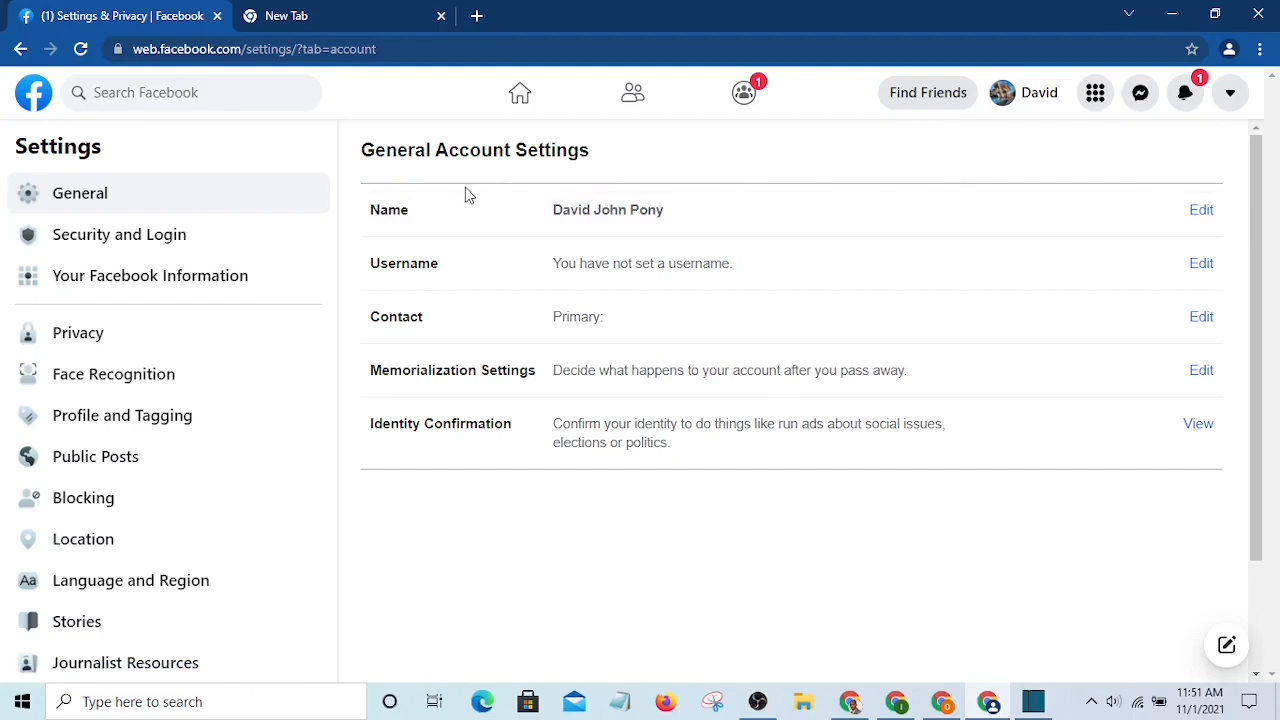 (1) Settings & Privacy | Facebook
New Tab
web.facebook.com/settings/?tab=account
Search Facebook
1
Find Friends
David
1
Settings
General
Security and Login
Your Facebook Information
Privacy
Face Recognition
Profile and Tagging
Public Posts
Blocking
Location
Aa Language and Region
Stories
Journalist Resources
General Account Settings
Name David John Pony Edit
Username You have not set a username. Edit
Contact Primary: Edit
Memorialization Settings Decide what happens to your account after you pass away. Edit
Identity Confirmation Confirm your identity to do things like run ads about social issues, View
elections or politics.
Type here to search
11:51 AM
11/1/2021